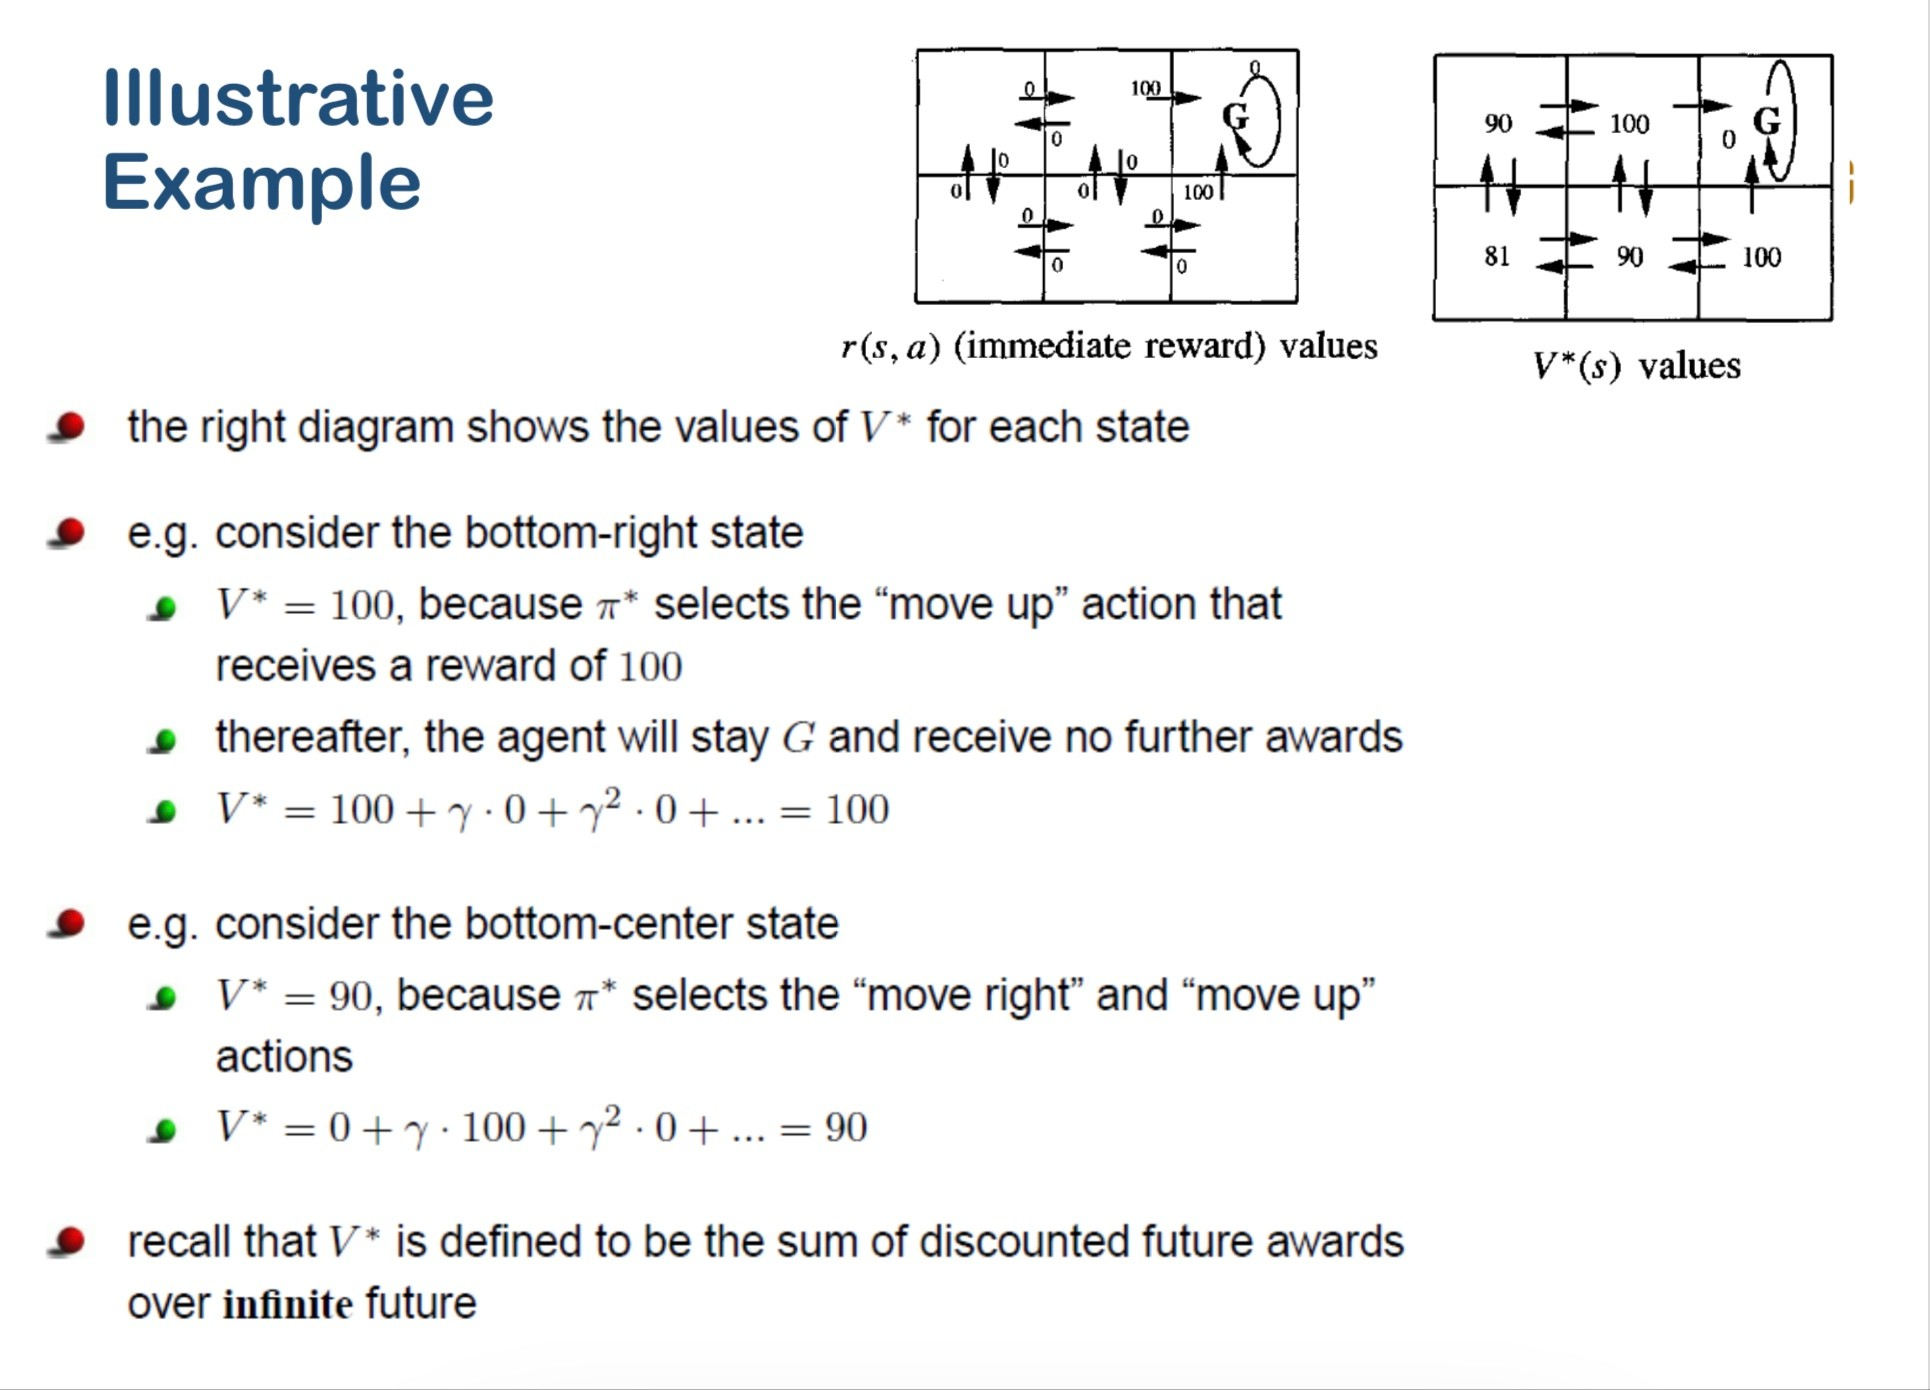 Illustrative
Example
0
100
0
G
0
0
0
0
0
100
0
0
0
0
r(s, a) (immediate reward) values
90
100
0
G
81
90
100
V*(s) values
the right diagram shows the values of V* for each state
e.g. consider the bottom-right state
V* = 100, because π* selects the “move up” action that
receives a reward of 100
thereafter, the agent will stay G and receive no further awards
V* = 100 + γ · 0 + γ² · 0 + ... = 100
e.g. consider the bottom-center state
V* = 90, because π* selects the “move right” and “move up”
actions
V* = 0 + γ · 100 + γ² · 0 + ... = 90
recall that V* is defined to be the sum of discounted future awards
over infinite future